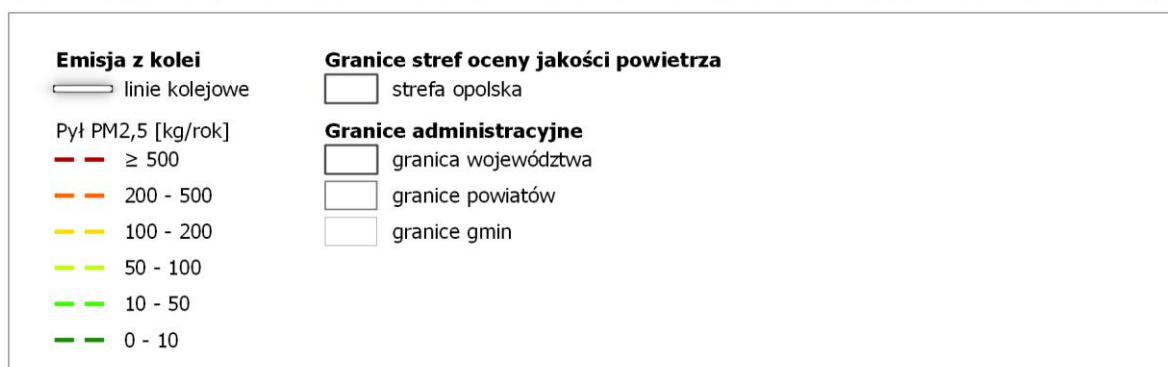 Emisja z kolei
linie kolejowe
Pył PM2,5 [kg/rok]
≥ 500
200 - 500
100 - 200
50 - 100
10 - 50
0 - 10
Granice stref oceny jakości powietrza
strefa opolska
Granice administracyjne
granica województwa
granice powiatów
granice gmin